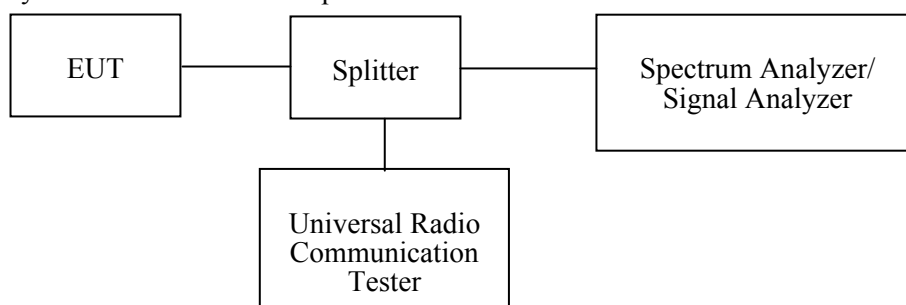 EUT
Splitter
Spectrum Analyzer/
Signal Analyzer
Universal Radio
Communication
Tester